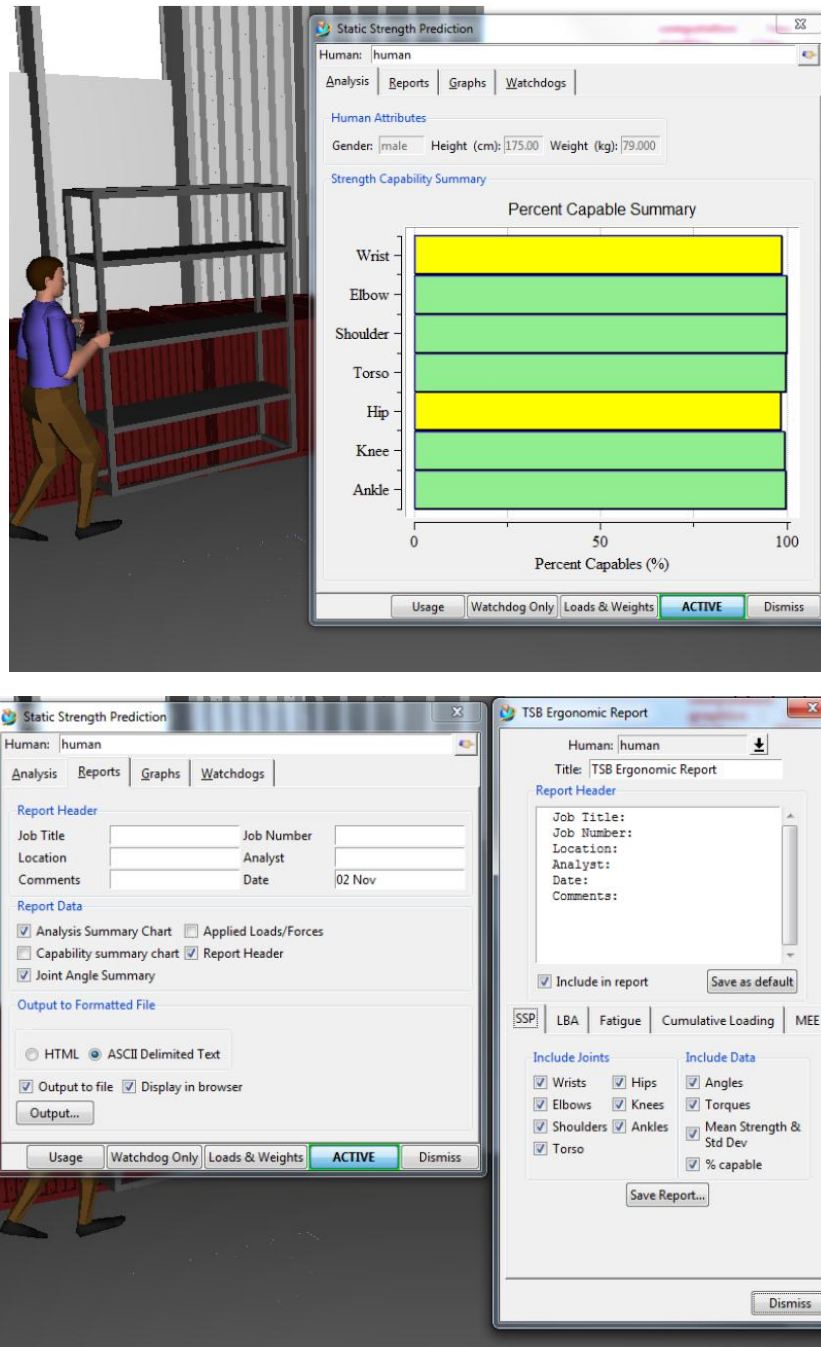 Static Strength Prediction
Human: human
Analysis Reports Graphs Watchdogs
Human Attributes
Gender: male Height (cm): 175.00 Weight (kg): 79.000
Strength Capability Summary
Percent Capable Summary
Wrist
Elbow
Shoulder
Torso
Hip
Knee
Ankle
0 50 100
Percent Capables (%)
Usage Watchdog Only Loads & Weights ACTIVE Dismiss
Static Strength Prediction
Human: human
Analysis Reports Graphs Watchdogs
Report Header
Job Title Job Number
Location Analyst
Comments Date 02 Nov
Report Data
Analysis Summary Chart Applied Loads/Forces
Capability summary chart Report Header
Joint Angle Summary
Output to Formatted File
HTML ASCII Delimited Text
Output to file Display in browser
Output...
Usage Watchdog Only Loads & Weights ACTIVE Dismiss
TSB Ergonomic Report
Human: human
Title: TSB Ergonomic Report
Report Header
Job Title:
Job Number:
Location:
Analyst:
Date:
Comments:
Include in report Save as default
SSP LBA Fatigue Cumulative Loading MEE
Include Joints Include Data
Wrists Hips Angles
Elbows Knees Torques
Shoulders Ankles Mean Strength &
Std Dev
Torso
% capable
Save Report...
Dismiss